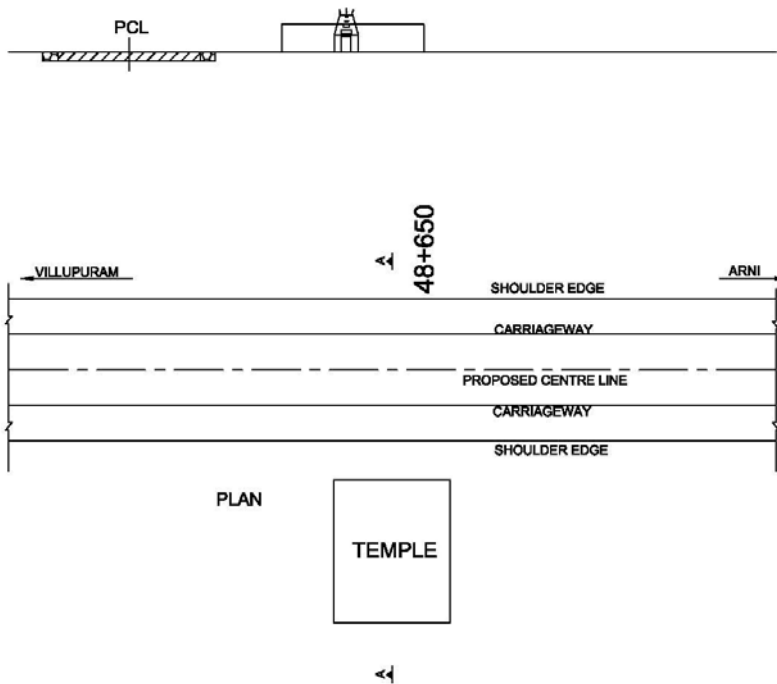 PCL
A
48+650
VILLUPURAM
ARNI
SHOULDER EDGE
CARRIAGEWAY
PROPOSED CENTRE LINE
CARRIAGEWAY
SHOULDER EDGE
PLAN
TEMPLE
A